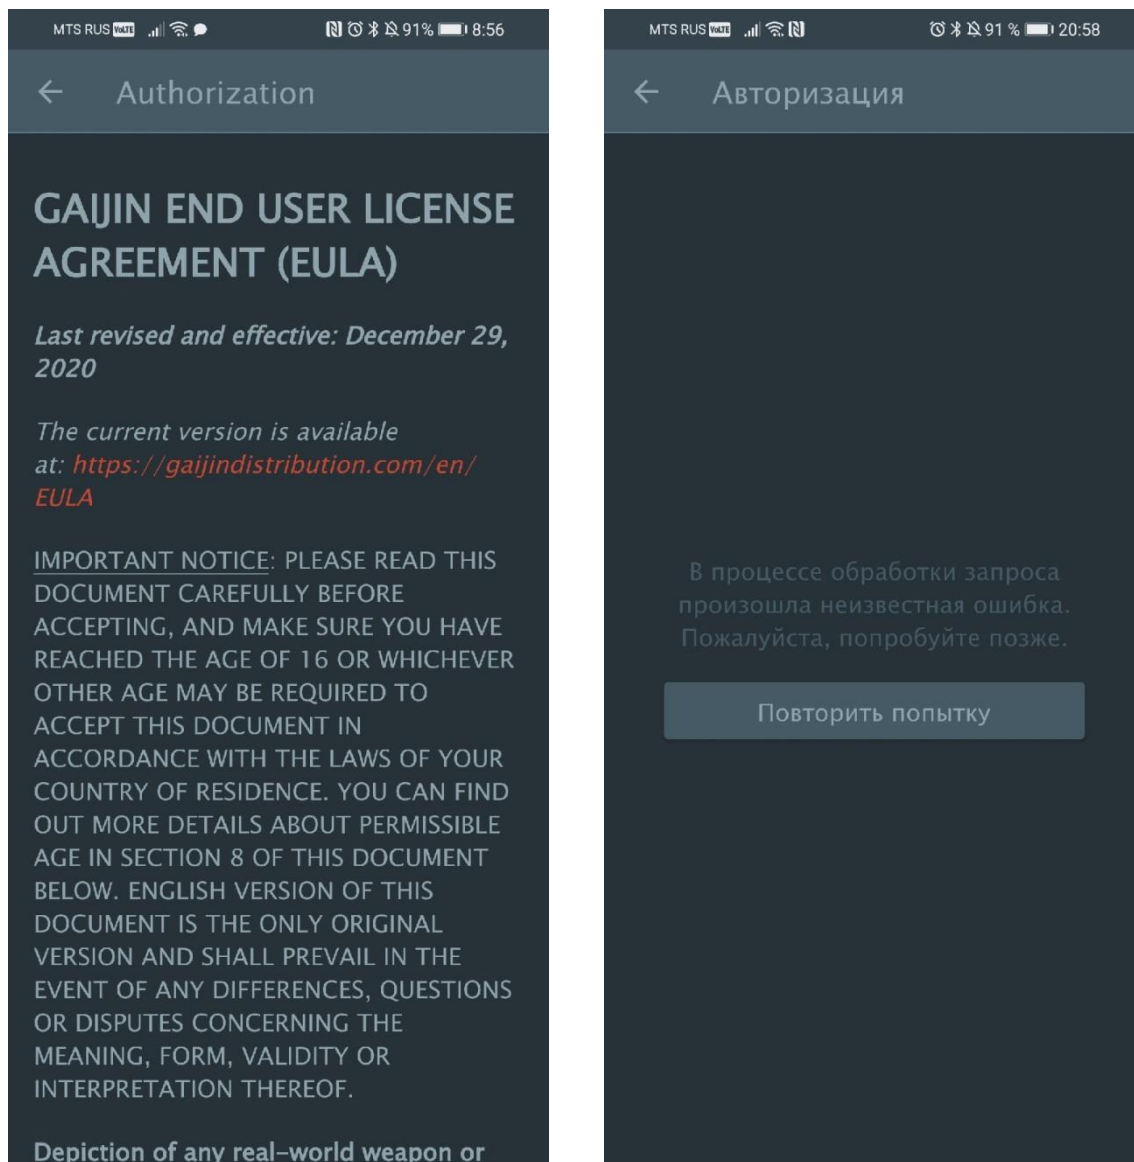 MTS RUS VoLTE 91% 8:56
Authorization
GAIJIN END USER LICENSE
AGREEMENT (EULA)
Last revised and effective: December 29,
2020
The current version is available
at: https://gaijindistribution.com/en/
EULA
IMPORTANT NOTICE: PLEASE READ THIS
DOCUMENT CAREFULLY BEFORE
ACCEPTING, AND MAKE SURE YOU HAVE
REACHED THE AGE OF 16 OR WHICHEVER
OTHER AGE MAY BE REQUIRED TO
ACCEPT THIS DOCUMENT IN
ACCORDANCE WITH THE LAWS OF YOUR
COUNTRY OF RESIDENCE. YOU CAN FIND
OUT MORE DETAILS ABOUT PERMISSIBLE
AGE IN SECTION 8 OF THIS DOCUMENT
BELOW. ENGLISH VERSION OF THIS
DOCUMENT IS THE ONLY ORIGINAL
VERSION AND SHALL PREVAIL IN THE
EVENT OF ANY DIFFERENCES, QUESTIONS
OR DISPUTES CONCERNING THE
MEANING, FORM, VALIDITY OR
INTERPRETATION THEREOF.
Depiction of any real-world weapon or
MTS RUS VoLTE 91 % 20:58
Авторизация
В процессе обработки запроса
произошла неизвестная ошибка.
Пожалуйста, попробуйте позже.
Повторить попытку